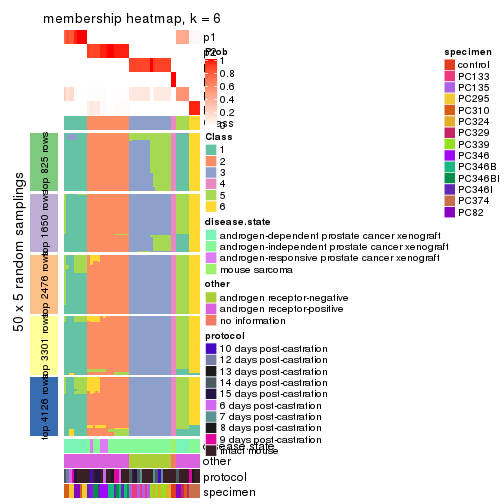 membership heatmap, k = 6
p1
p2
Prob
1
0.8
0.6
0.4
0.2
0
Class
1
2
3
4
5
6
disease.state
androgen-dependent prostate cancer xenograft
androgen-independent prostate cancer xenograft
androgen-responsive prostate cancer xenograft
mouse sarcoma
other
androgen receptor-negative
androgen receptor-positive
no information
protocol
10 days post-castration
12 days post-castration
13 days post-castration
14 days post-castration
15 days post-castration
6 days post-castration
7 days post-castration
8 days post-castration
9 days post-castration
intact mouse
specimen
control
PC133
PC135
PC295
PC310
PC324
PC329
PC339
PC346
PC346B
PC346BI
PC346I
PC374
PC82
50 x 5 random samplings
top 825 rows
top 1650 rows
top 2476 rows
top 3301 rows
top 4126 rows
disease.state
other
protocol
specimen